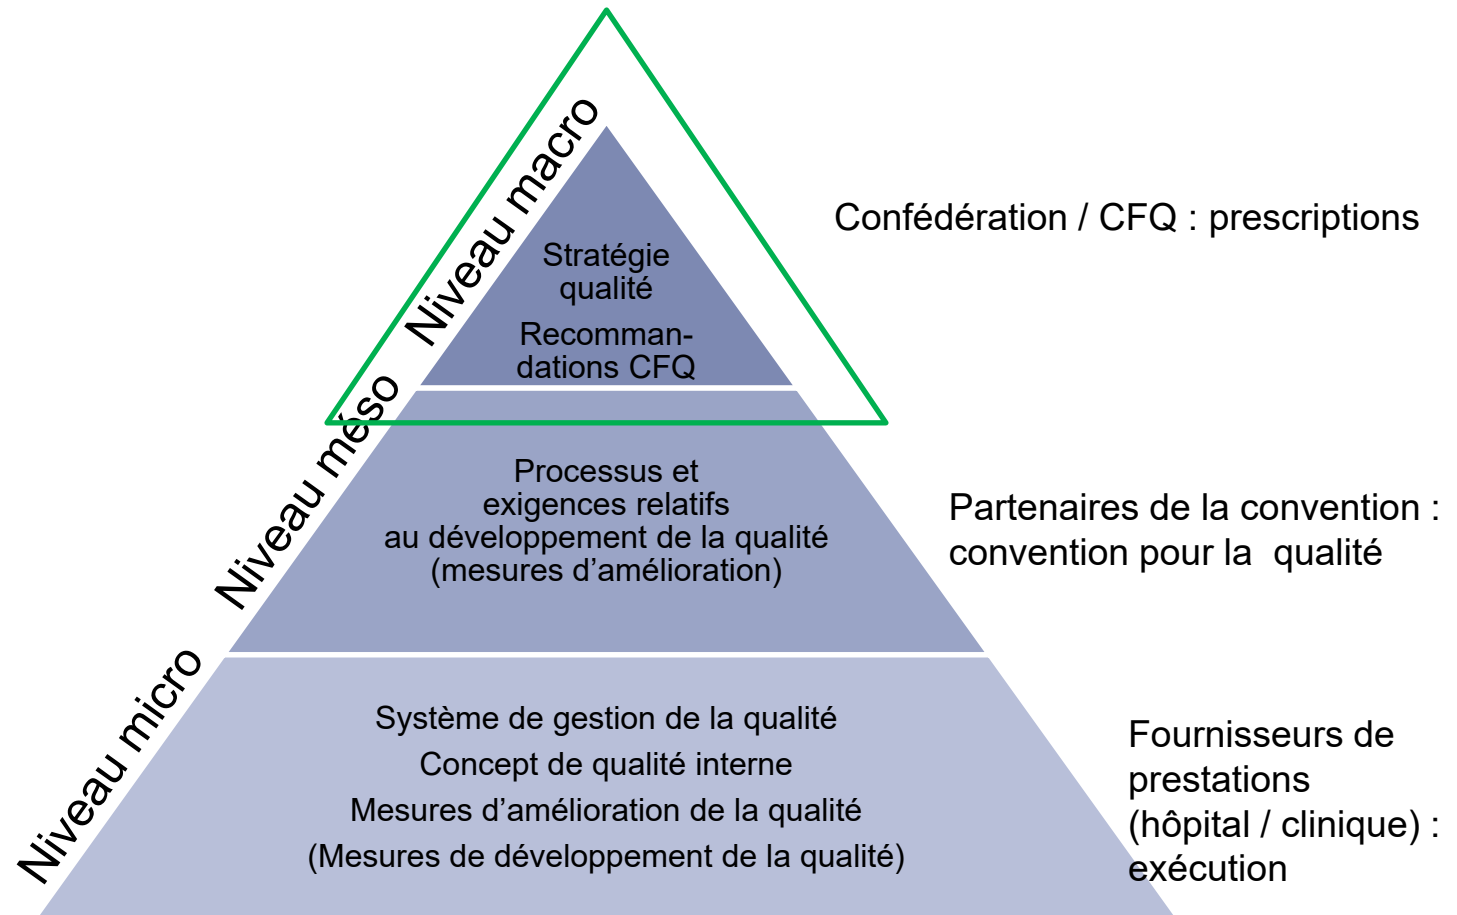 Niveau macro
Stratégie
qualité
Recomman-
dations CFQ
Confédération / CFQ : prescriptions
Niveau méso
Processus et
exigences relatifs
au développement de la qualité
(mesures d’amélioration)
Partenaires de la convention :
convention pour la  qualité
Niveau micro
Système de gestion de la qualité
Concept de qualité interne
Mesures d’amélioration de la qualité
(Mesures de développement de la qualité)
Fournisseurs de
prestations
(hôpital / clinique) :
exécution